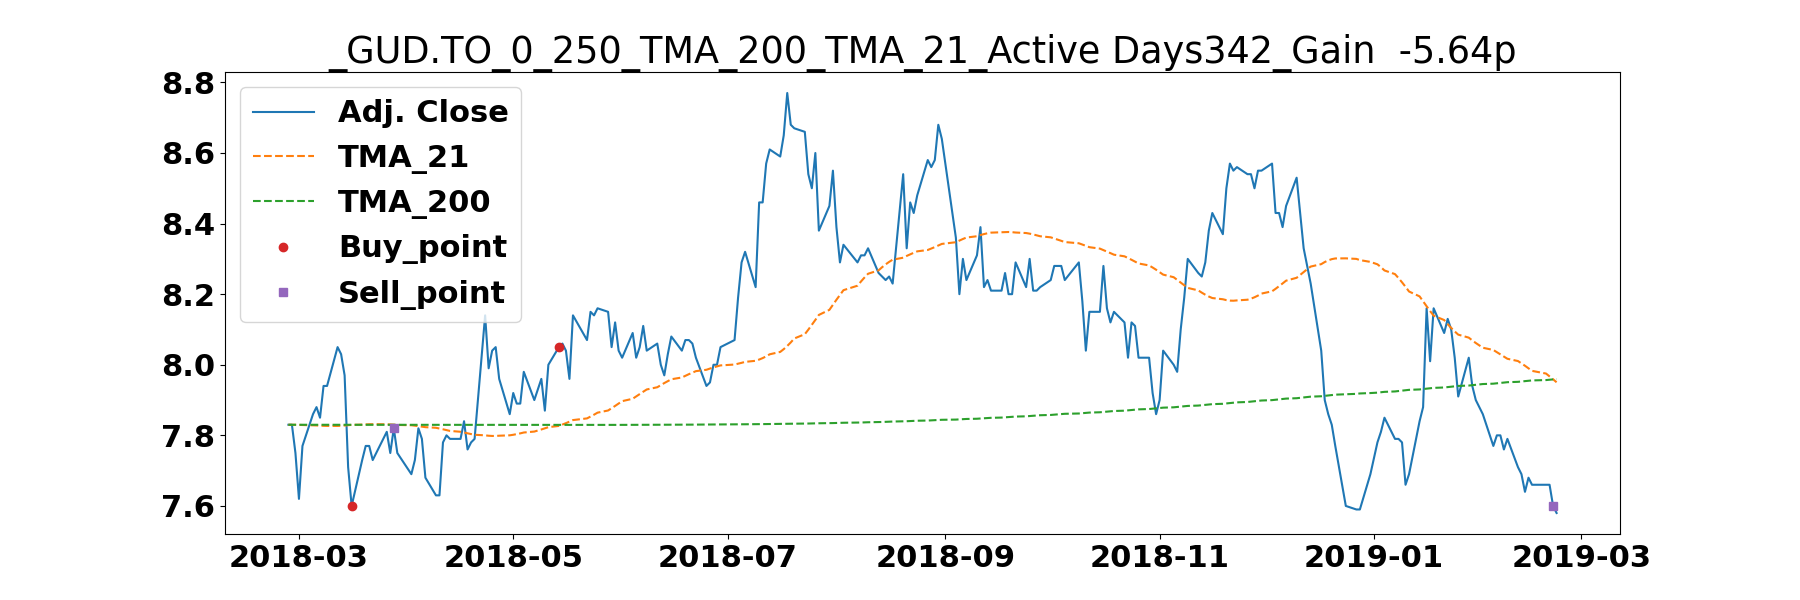 _GUD.TO_0_250_TMA_200_TMA_21_Active Days342_Gain  -5.64p
8.8
8.6
8.4
8.2
8.0
7.8
7.6
Adj. Close
TMA_21
TMA_200
Buy_point
Sell_point
2018-03 2018-05 2018-07 2018-09 2018-11 2019-01 2019-03